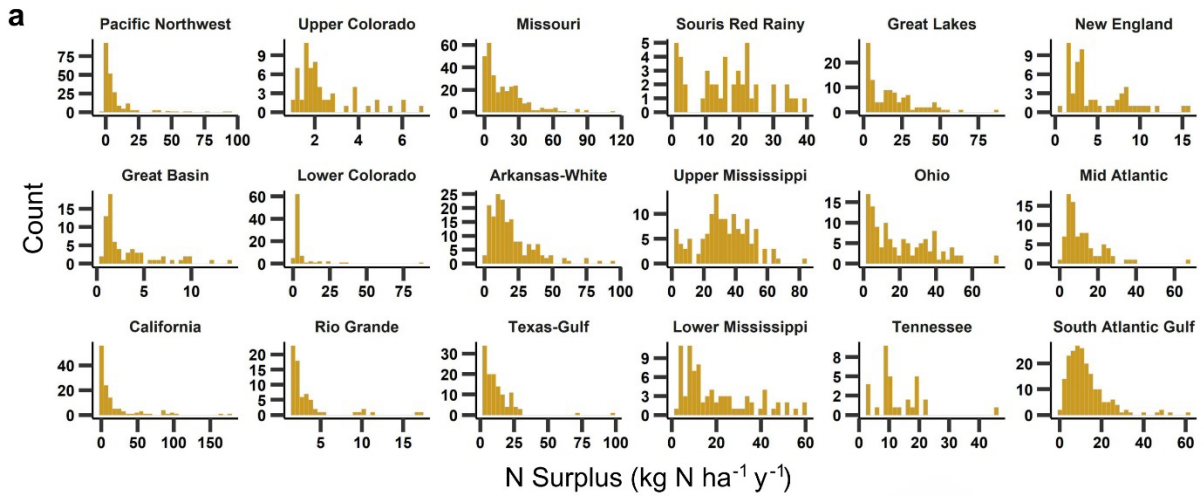 a
Pacific Northwest Upper Colorado Missouri Souris Red Rainy Great Lakes New England
75 50 25 0
9 6 3 0
60 40 20 0
5 4 3 2 1 0
20 10 0
9 6 3 0
0 25 50 75 100
2 4 6
0 30 60 90 120
0 10 20 30 40
0 25 50 75
0 5 10 15
Great Basin Lower Colorado Arkansas-White Upper Mississippi Ohio Mid Atlantic
Count
15 10 5 0
60 40 20 0
25 20 15 10 5 0
10 5 0
15 10 5 0
15 10 5 0
0 5 10
0 25 50 75
0 25 50 75 100
0 20 40 60 80
0 20 40 60
0 20 40 60
California Rio Grande Texas-Gulf Lower Mississippi Tennessee South Atlantic Gulf
40 20 0
20 15 10 5 0
30 20 10 0
9 6 3 0
8 5 2 0
20 10 0
0 50 100 150
5 10 15
0 25 50 75 100
0 20 40 60
0 10 20 30 40
0 20 40 60
N Surplus (kg N ha⁻¹ y⁻¹)